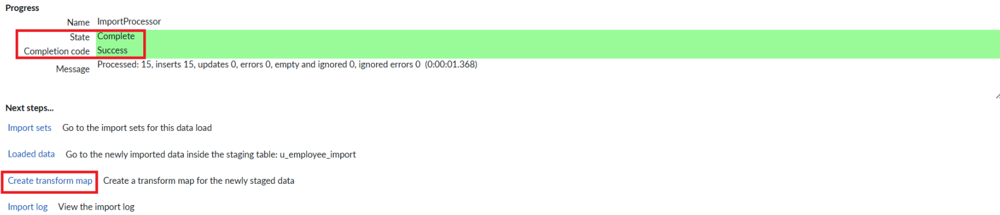 Progress
Name ImportProcessor
State Complete
Completion code Success
Message Processed: 15, inserts 15, updates 0, errors 0, empty and ignored 0, ignored errors 0 (0:00:01.368)
Next steps...
Import sets Go to the import sets for this data load
Loaded data Go to the newly imported data inside the staging table: u_employee_import
Create transform map Create a transform map for the newly staged data
Import log View the import log